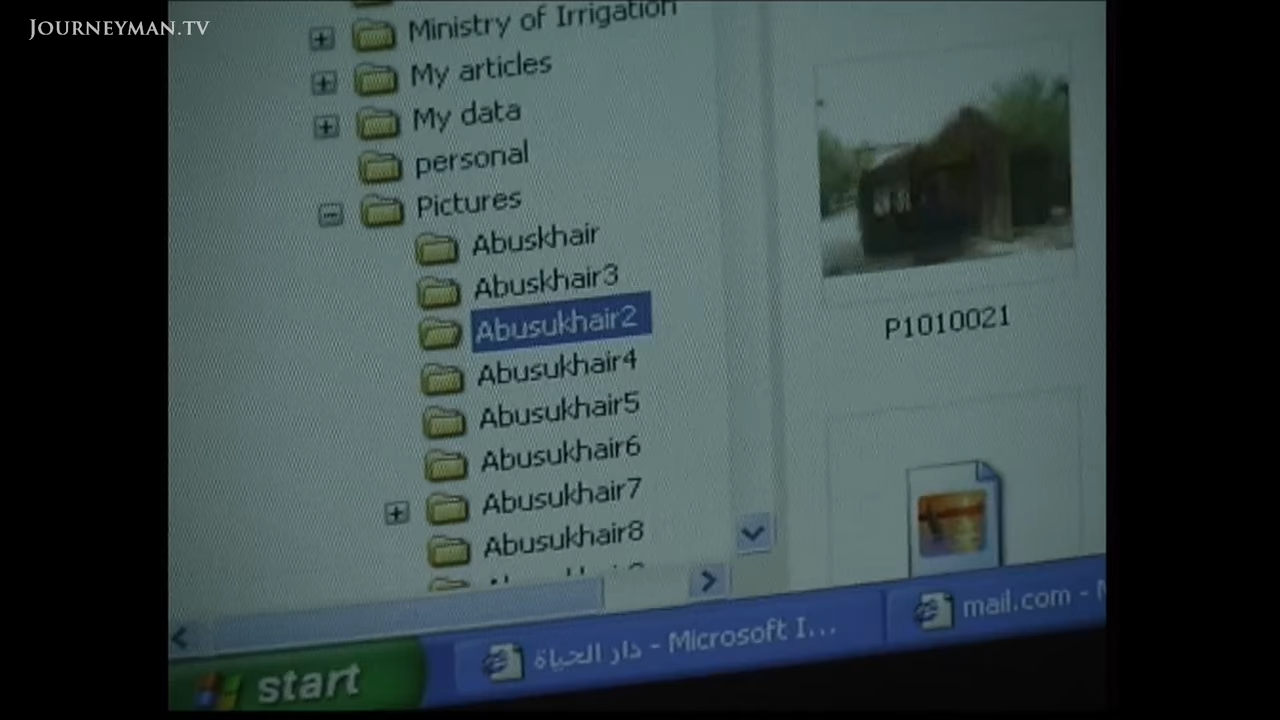 JOURNEYMAN.TV
Ministry of Irrigation
My articles
My data
personal
Pictures
Abuskhair
Abuskhair3
Abusukhair2
Abusukhair4
Abusukhair5
Abusukhair6
Abusukhair7
Abusukhair8
P1010021
start
دار الحياة - Microsoft I...
mail.com -